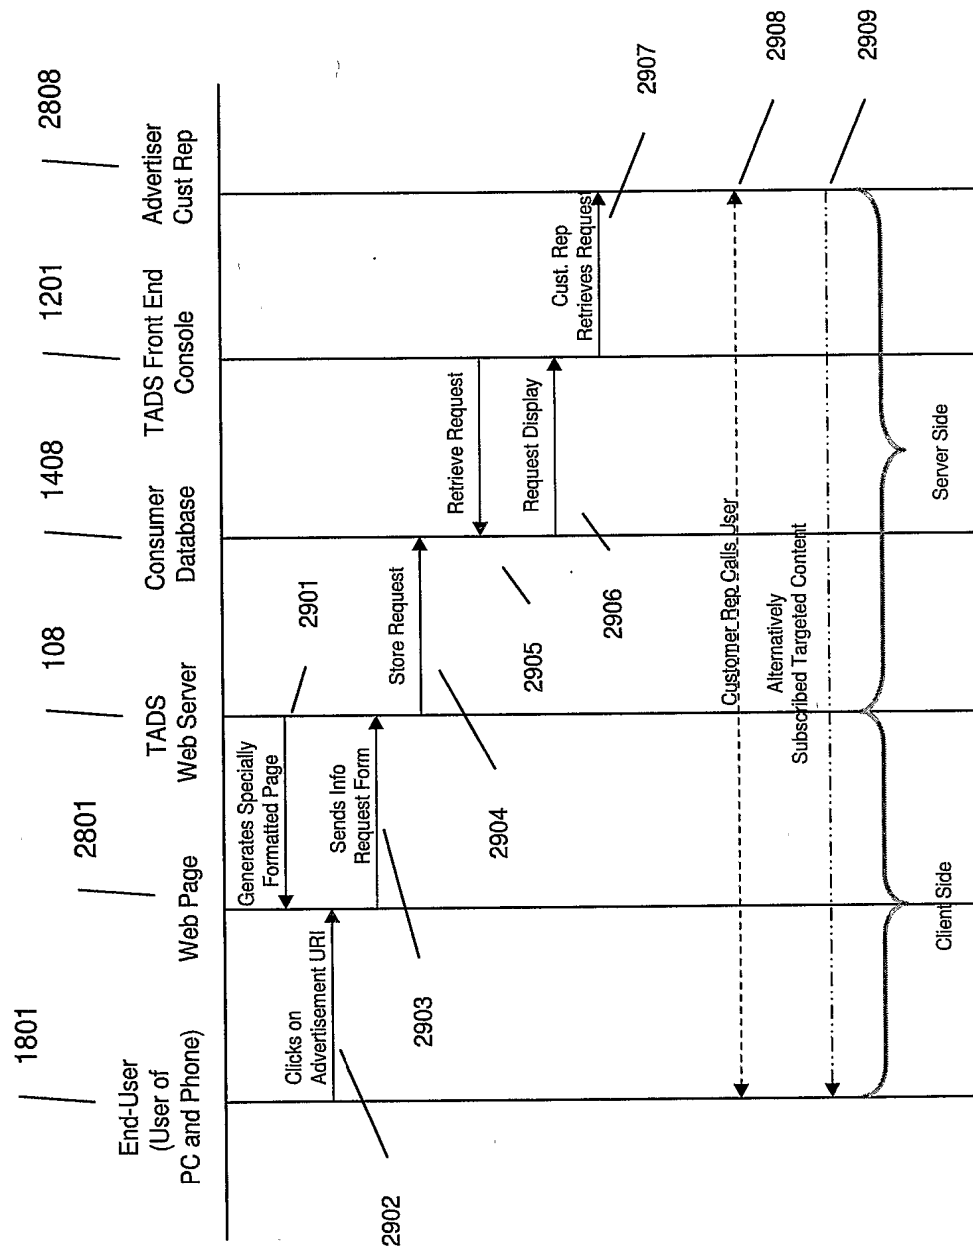 1801
2801
108
1408
1201
2808
End-User
(User of
PC and Phone)
Web Page
TADS
Web Server
Consumer
Database
TADS Front End
Console
Advertiser
Cust Rep
Generates Specially
Formatted Page
2901
Clicks on
Advertisement URI
2902
Sends Info
Request Form
2903
Store Request
2904
Retrieve Request
2905
Request Display
2906
Cust. Rep
Retrieves Request
2907
Customer Rep Calls User
2908
Alternatively
Subscribed Targeted Content
2909
Client Side
Server Side